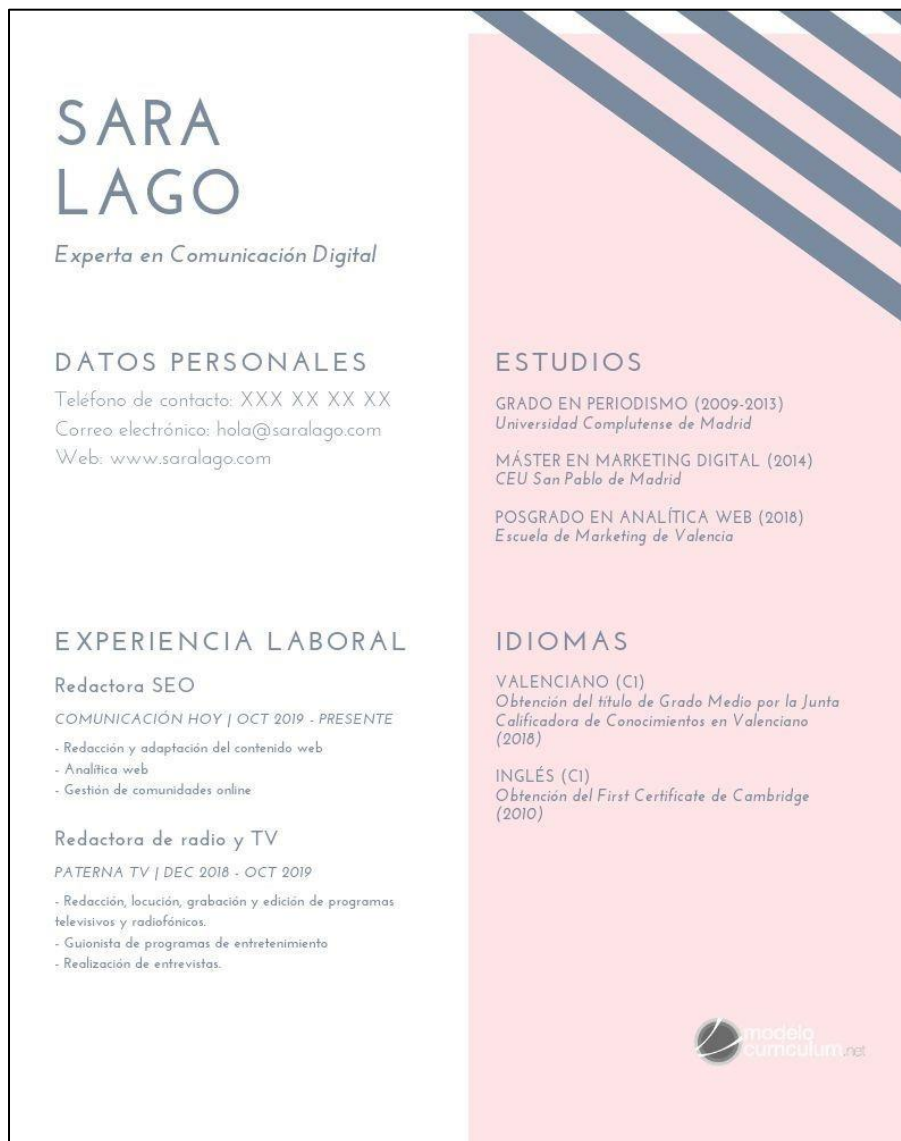 SARA
LAGO
Experta en Comunicación Digital
DATOS PERSONALES
Teléfono de contacto: XXX XX XX XX
Correo electrónico: hola@saralago.com
Web: www.saralago.com
EXPERIENCIA LABORAL
Redactora SEO
COMUNICACIÓN HOY | OCT 2019 - PRESENTE
- Redacción y adaptación del contenido web
- Analítica web
- Gestión de comunidades online
Redactora de radio y TV
PATERNA TV | DEC 2018 - OCT 2019
- Redacción, locución, grabación y edición de programas
televisivos y radiofónicos.
- Guionista de programas de entretenimiento
- Realización de entrevistas.
ESTUDIOS
GRADO EN PERIODISMO (2009-2013)
Universidad Complutense de Madrid
MÁSTER EN MARKETING DIGITAL (2014)
CEU San Pablo de Madrid
POSGRADO EN ANALÍTICA WEB (2018)
Escuela de Marketing de Valencia
IDIOMAS
VALENCIANO (C1)
Obtención del título de Grado Medio por la Junta
Calificadora de Conocimientos en Valenciano
(2018)
INGLÉS (C1)
Obtención del First Certificate de Cambridge
(2010)
modelo
curriculum.net